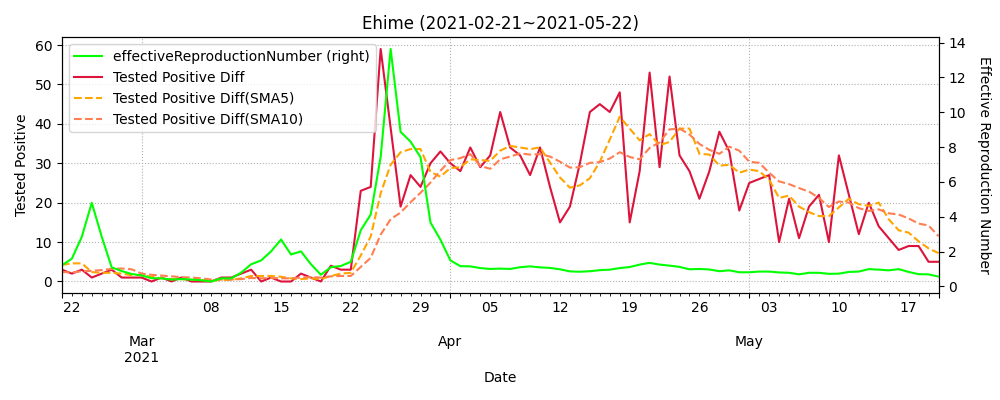 Ehime (2021-02-21~2021-05-22)
effectiveReproductionNumber (right)
Tested Positive Diff
Tested Positive Diff(SMA5)
Tested Positive Diff(SMA10)
Tested Positive
60
50
40
30
20
10
0
Effective Reproduction Number
14
12
10
8
6
4
2
0
22 08 15 22 29 05 12 19 26 03 10 17
Mar Apr May
2021
Date